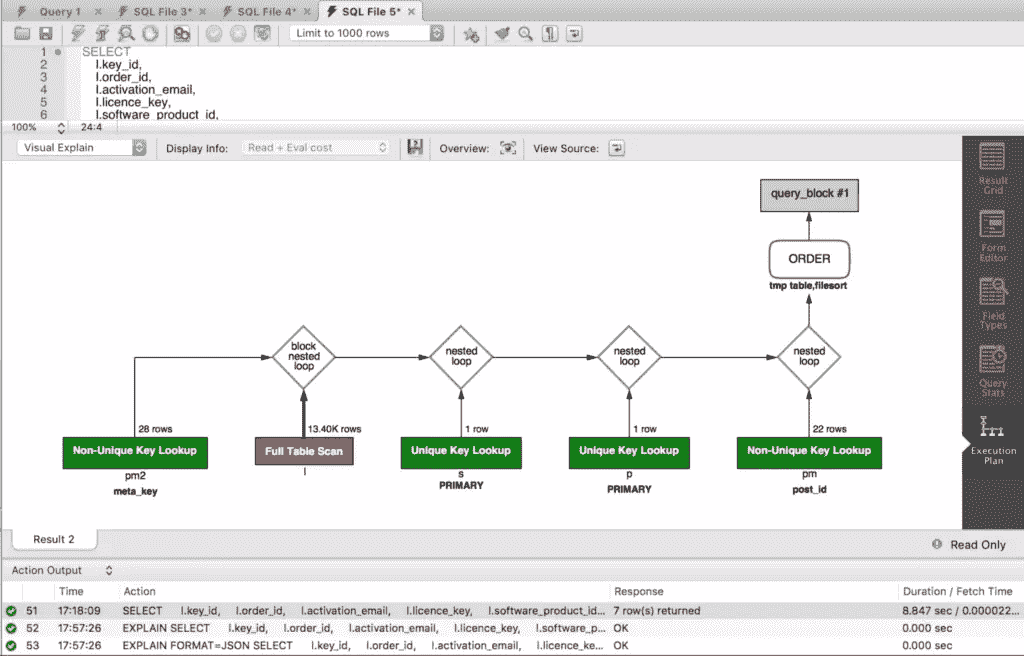 Query 1 SQL File 3* SQL File 4* SQL File 5*
Limit to 1000 rows
1 SELECT
2 l.key_id,
3 l.order_id,
4 l.activation_email,
5 l.licence_key,
6 l.software_product_id,
100% 24:4
Visual Explain Display Info: Read + Eval cost Overview: View Source:
query_block #1
ORDER
tmp table,filesort
block
nested
loop
nested
loop
nested
loop
nested
loop
28 rows 13.40K rows 1 row 1 row 22 rows
Non-Unique Key Lookup Full Table Scan Unique Key Lookup Unique Key Lookup Non-Unique Key Lookup
pm2 l s p pm
meta_key PRIMARY PRIMARY post_id
Result
Grid
Form
Editor
Field
Types
Query
Stats
Execution
Plan
Result 2 Read Only
Action Output
Time Action Response Duration / Fetch Time
51 17:18:09 SELECT l.key_id, l.order_id, l.activation_email, l.licence_key, l.software_product_id... 7 row(s) returned 8.847 sec / 0.000022...
52 17:57:26 EXPLAIN SELECT l.key_id, l.order_id, l.activation_email, l.licence_key, l.software_p... OK 0.000 sec
53 17:57:26 EXPLAIN FORMAT=JSON SELECT l.key_id, l.order_id, l.activation_email, l.licence_ke... OK 0.000 sec